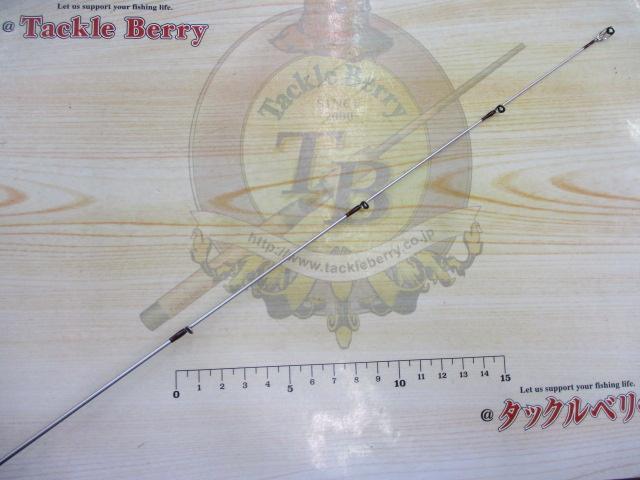 Let us support your fishing life.
@ Tackle Berry
Tackle Berry
SINCE
2000
TB
http://www.tackleberry.co.jp
0 1 2 3 4 5 6 7 8 9 10 11 12 13 14 15
Let us support your fishing life.
@ タックルベリ